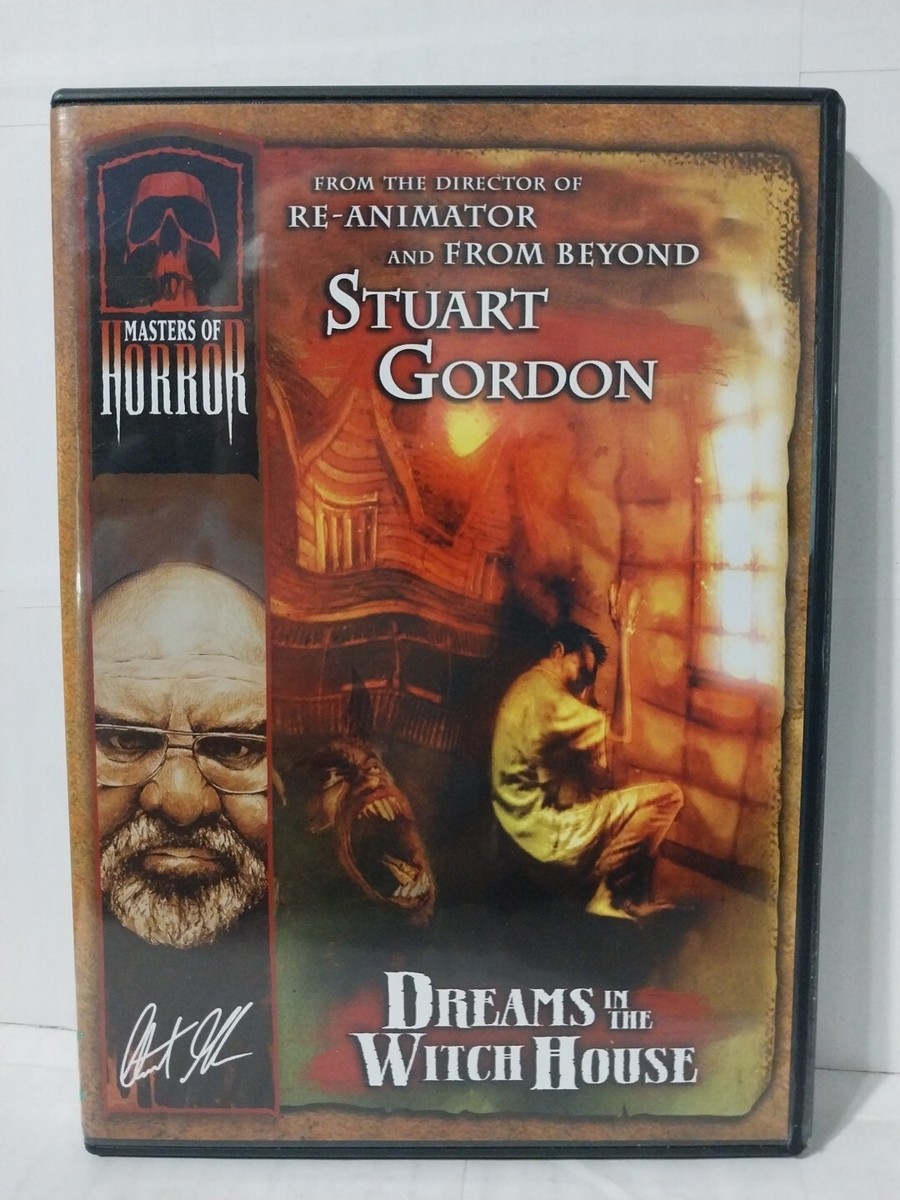 MASTERS OF
HORROR
FROM THE DIRECTOR OF
RE-ANIMATOR
AND FROM BEYOND
STUART
GORDON
DREAMS IN THE
WITCH HOUSE